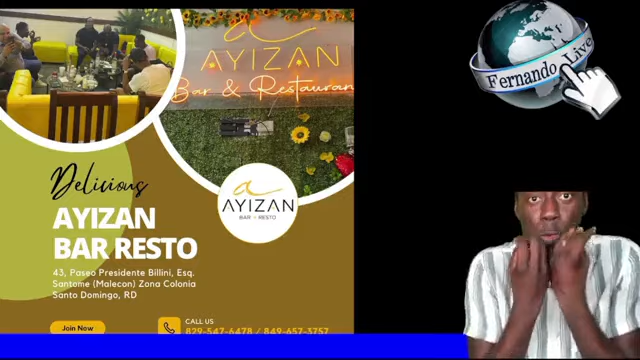 AYIZAN
Bar & Restauran
Fernando Live
Delicious
a
AYIZAN
BAR - RESTO
AYIZAN
BAR RESTO
43, Paseo Presidente Billini, Esq.
Santome (Malecon) Zona Colonia
Santo Domingo, RD
Join Now
CALL US
829-547-6478 / 849-657-3757